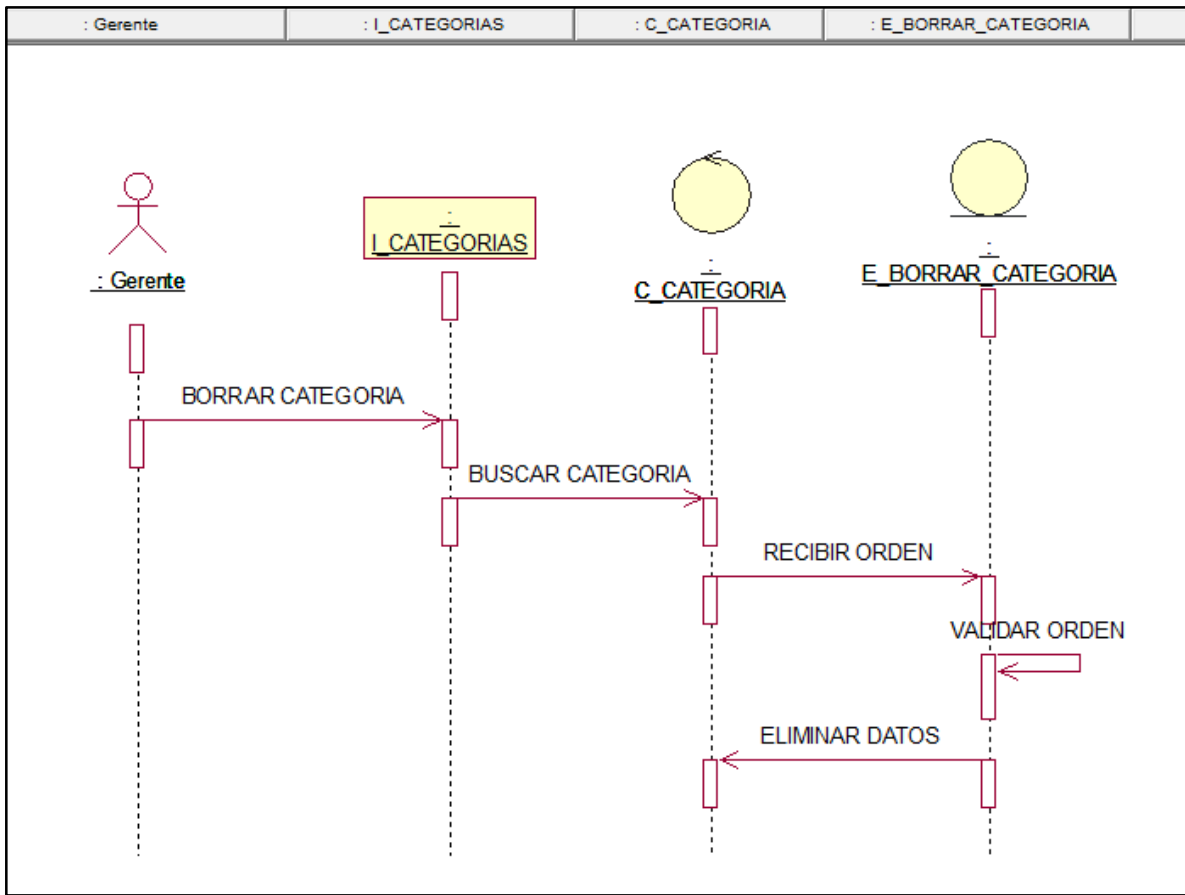 : Gerente
: I_CATEGORIAS
: C_CATEGORIA
: E_BORRAR_CATEGORIA
: Gerente
:
I_CATEGORIAS
:
C_CATEGORIA
:
E_BORRAR_CATEGORIA
BORRAR CATEGORIA
BUSCAR CATEGORIA
RECIBIR ORDEN
VALIDAR ORDEN
ELIMINAR DATOS